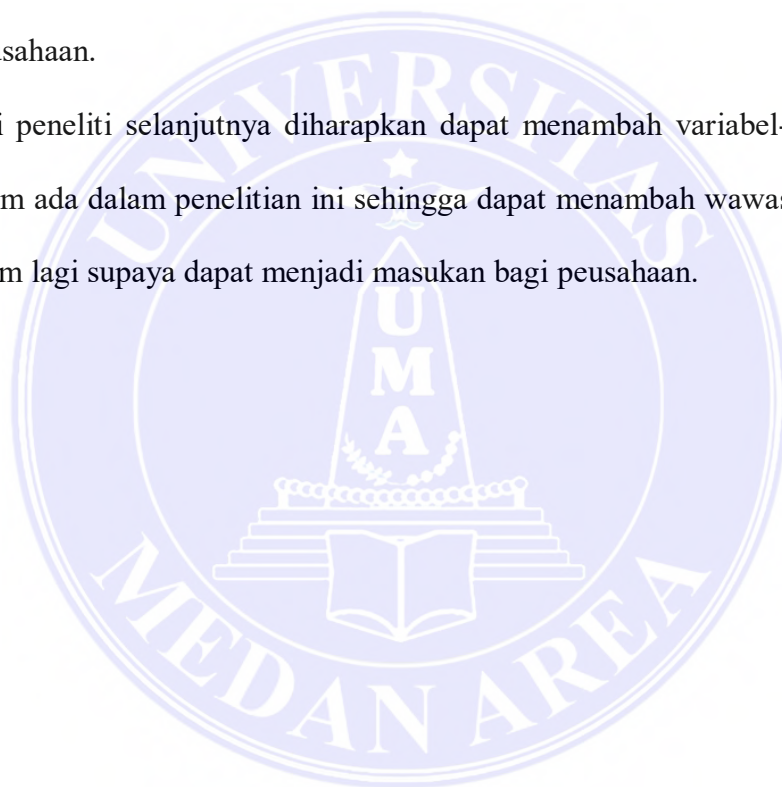 sahaan.
i peneliti selanjutnya diharapkan dapat menambah variabel-
m ada dalam penelitian ini sehingga dapat menambah wawas
m lagi supaya dapat menjadi masukan bagi peusahaan.
UNIVERSITAS
UMA
MEDAN AREA